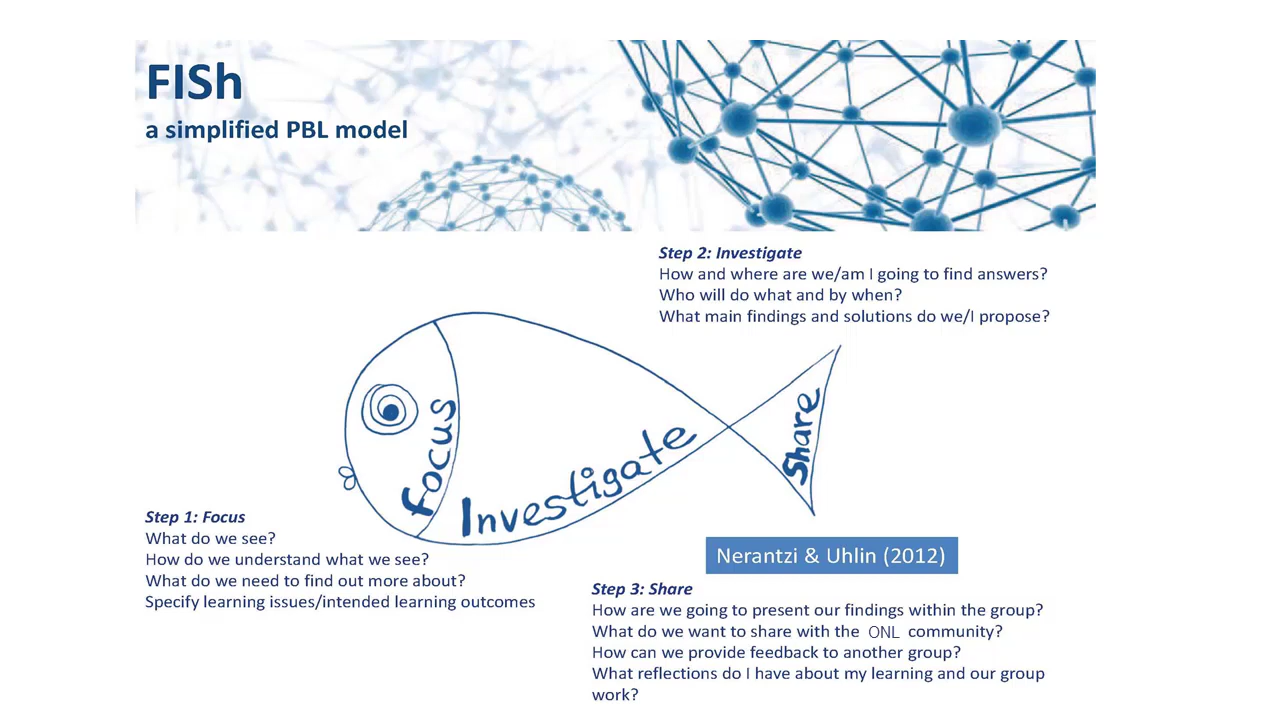 FISh
a simplified PBL model
Step 2: Investigate
How and where are we/am I going to find answers?
Who will do what and by when?
What main findings and solutions do we/I propose?
focus
Investigate
Share
Step 1: Focus
What do we see?
How do we understand what we see?
What do we need to find out more about?
Specify learning issues/intended learning outcomes
Nerantzi & Uhlin (2012)
Step 3: Share
How are we going to present our findings within the group?
What do we want to share with the ONL community?
How can we provide feedback to another group?
What reflections do I have about my learning and our group
work?